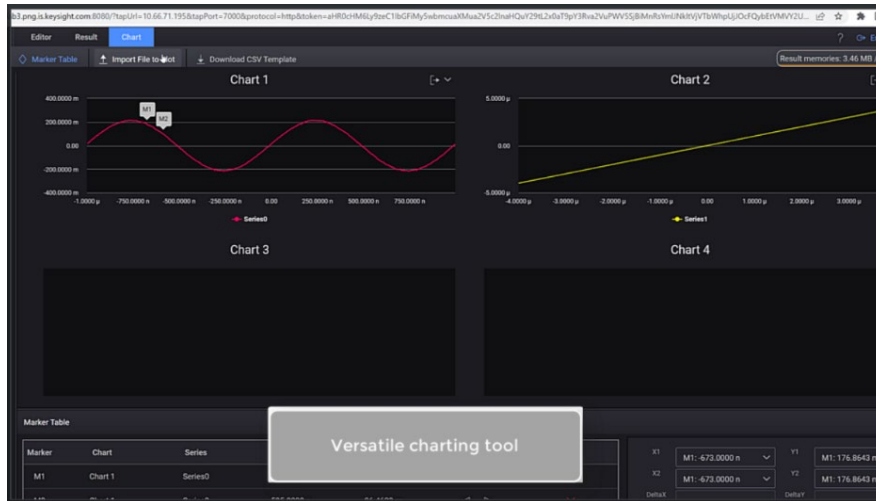 Editor Result Chart
Marker Table Import File to Plot Download CSV Template Result memories: 3.46 MB
Chart 1
400.0000 m
200.0000 m
0.00
-200.0000 m
-400.0000 m
M1
M2
-1.0000 µ -750.0000 n -500.0000 n -250.0000 n 0.00 250.0000 n 500.0000 n 750.0000 n
Series0
Chart 2
5.0000 µ
0.00
-5.0000 µ
-4.0000 µ -3.0000 µ -2.0000 µ -1.0000 µ 0.00 1.0000 µ 2.0000 µ 3.0000 µ
Series1
Chart 3
Chart 4
Marker Table
Versatile charting tool
Marker Chart Series
M1 Chart 1 Series0
X1 M1: -673.0000 n Y1 M1: 176.8643 m
X2 M1: -673.0000 n Y2 M1: 176.8643 m
DeltaX DeltaY